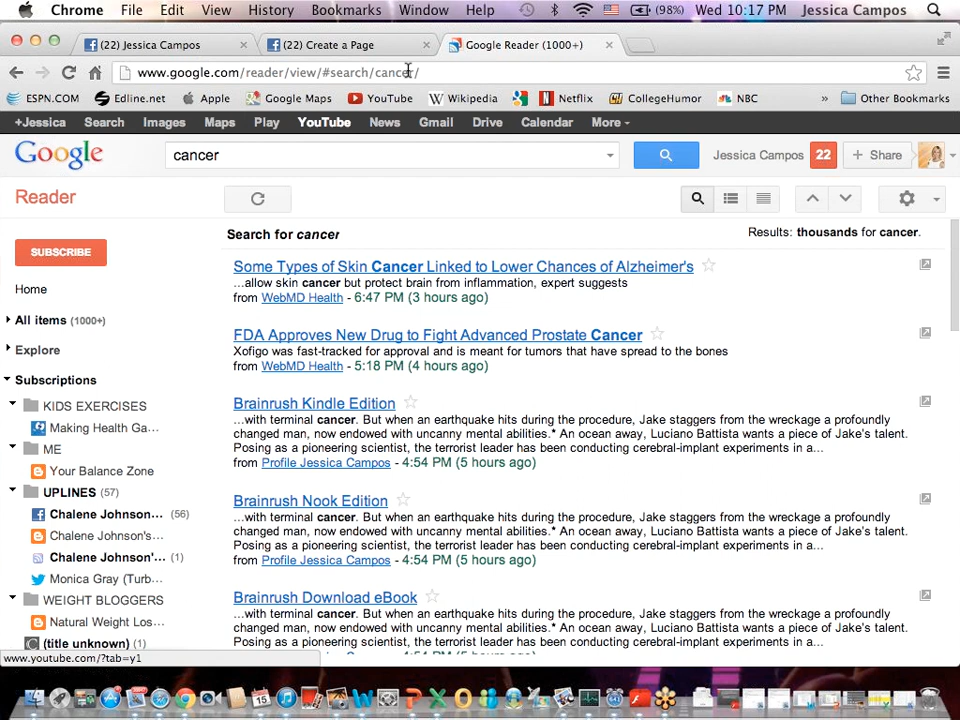 Chrome File Edit View History Bookmarks Window Help (98%) Wed 10:17 PM Jessica Campos
(22) Jessica Campos × (22) Create a Page × Google Reader (1000+) ×
www.google.com/reader/view/#search/cancer/
ESPN.COM Edline.net Apple Google Maps YouTube Wikipedia Netflix CollegeHumor NBC » Other Bookmarks
+Jessica Search Images Maps Play YouTube News Gmail Drive Calendar More
Google cancer Jessica Campos 22 + Share
Reader
Search for cancer
Results: thousands for cancer.
SUBSCRIBE
Home
All items (1000+)
Explore
Subscriptions
KIDS EXERCISES
Making Health Ga...
ME
Your Balance Zone
UPLINES (57)
Chalene Johnson... (56)
Chalene Johnson's...
Chalene Johnson'... (1)
Monica Gray (Turb...
WEIGHT BLOGGERS
Natural Weight Los...
(title unknown) (1)
www.youtube.com/?tab=y1
Some Types of Skin Cancer Linked to Lower Chances of Alzheimer's
...allow skin cancer but protect brain from inflammation, expert suggests
from WebMD Health - 6:47 PM (3 hours ago)
FDA Approves New Drug to Fight Advanced Prostate Cancer
Xofigo was fast-tracked for approval and is meant for tumors that have spread to the bones
from WebMD Health - 5:18 PM (4 hours ago)
Brainrush Kindle Edition
...with terminal cancer. But when an earthquake hits during the procedure, Jake staggers from the wreckage a profoundly
changed man, now endowed with uncanny mental abilities.* An ocean away, Luciano Battista wants a piece of Jake's talent.
Posing as a pioneering scientist, the terrorist leader has been conducting cerebral-implant experiments in a...
from Profile Jessica Campos - 4:54 PM (5 hours ago)
Brainrush Nook Edition
...with terminal cancer. But when an earthquake hits during the procedure, Jake staggers from the wreckage a profoundly
changed man, now endowed with uncanny mental abilities.* An ocean away, Luciano Battista wants a piece of Jake's talent.
Posing as a pioneering scientist, the terrorist leader has been conducting cerebral-implant experiments in a...
from Profile Jessica Campos - 4:54 PM (5 hours ago)
Brainrush Download eBook
...with terminal cancer. But when an earthquake hits during the procedure, Jake staggers from the wreckage a profoundly
changed man, now endowed with uncanny mental abilities.* An ocean away, Luciano Battista wants a piece of Jake's talent.
Posing as a pioneering scientist, the terrorist leader has been conducting cerebral-implant experiments in a...